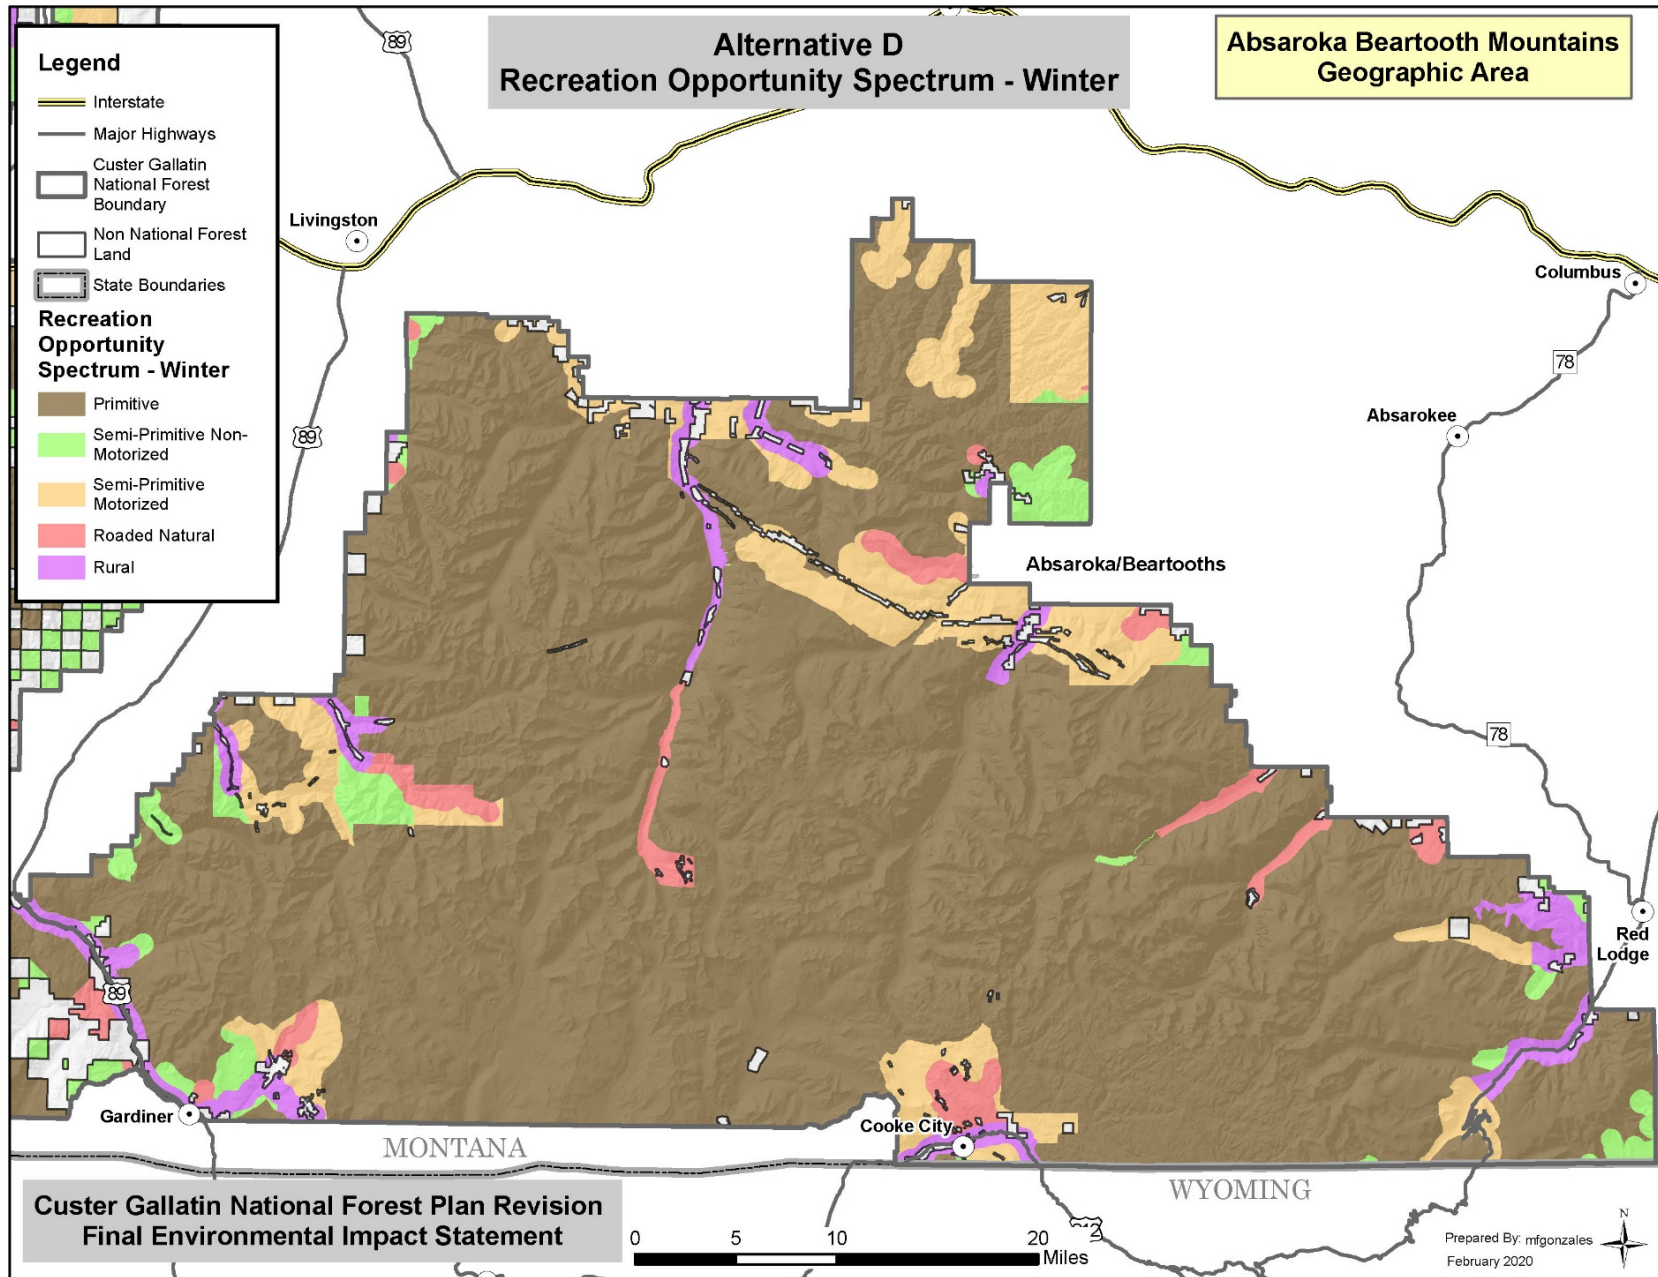 Alternative D
Recreation Opportunity Spectrum - Winter
Absaroka Beartooth Mountains
Geographic Area
Legend
Interstate
Major Highways
Custer Gallatin
National Forest
Boundary
Non National Forest
Land
State Boundaries
Recreation
Opportunity
Spectrum - Winter
Primitive
Semi-Primitive Non-
Motorized
Semi-Primitive
Motorized
Roaded Natural
Rural
89
Livingston
Columbus
78
89
Absarokee
Absaroka/Beartooths
78
Red
Lodge
89
Gardiner
Cooke City
MONTANA
WYOMING
Custer Gallatin National Forest Plan Revision
Final Environmental Impact Statement
0 5 10 20
Miles
N
Prepared By: mfgonzales
February 2020